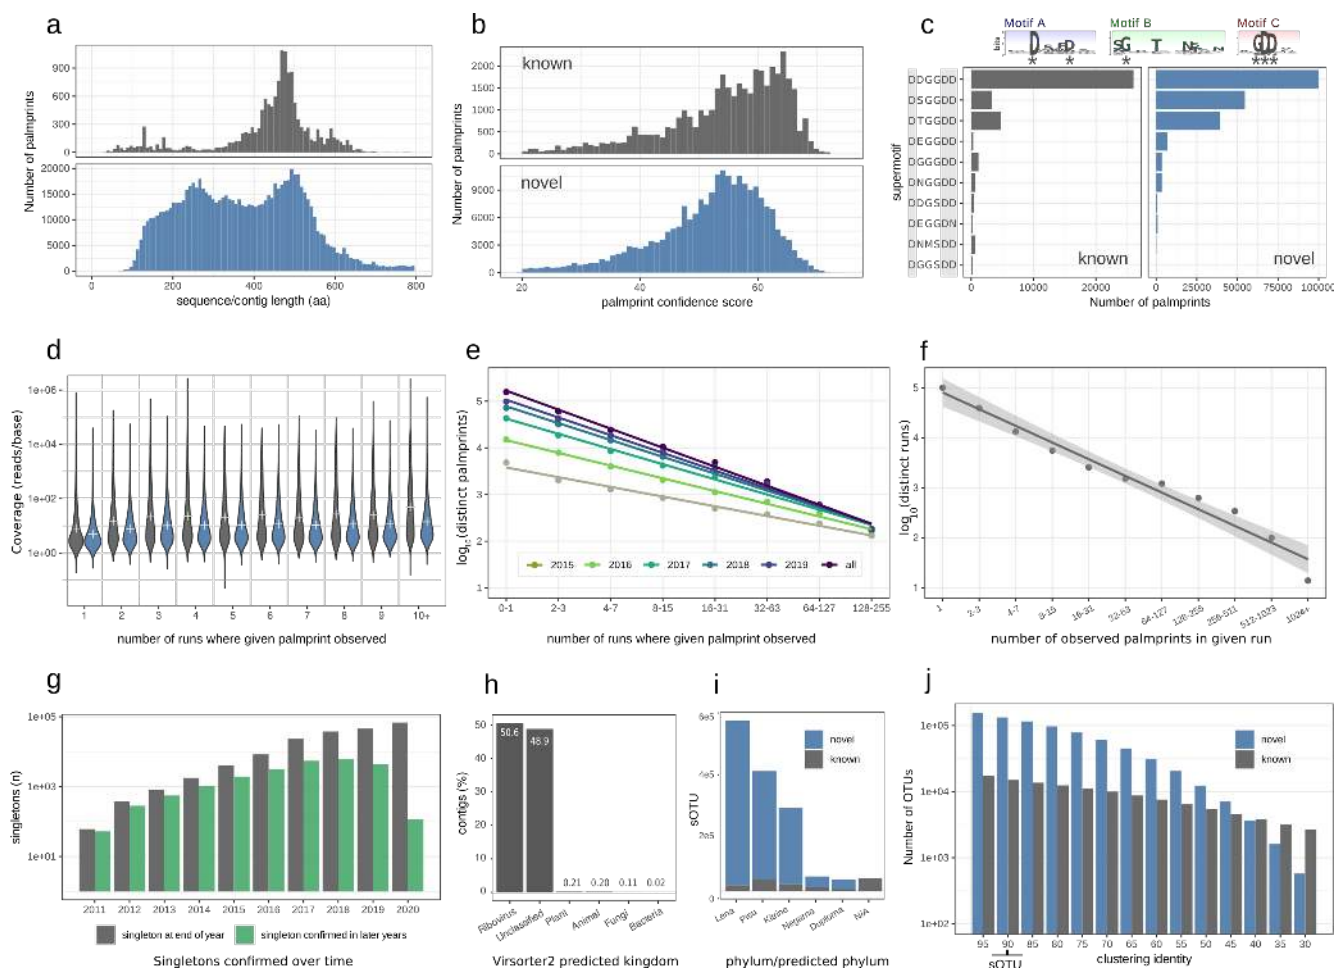 a
Number of palmprints
900
600
300
0
20000
15000
10000
5000
0
0
200
400
600
800
sequence/contig length (aa)
b
known
Number of palmprints
2000
1500
1000
500
0
novel
9000
6000
3000
0
20
40
60
palmprint confidence score
c
Motif A
Motif B
Motif C
bits
***
supermotif
DDGGDD
DSGGDD
DTGGDD
DEGGDD
DGGGDD
DNGGDD
DDGSDD
DEGGDN
DNMSDD
DGGSDD
known
novel
0
10000
20000
0
25000
50000
75000
100000
Number of palmprints
d
Coverage (reads/base)
1e+06
1e+04
1e+02
1e+00
1
2
3
4
5
6
7
8
9
10+
number of runs where given palmprint observed
e
log10(distinct palmprints)
5
4
3
2
1
2015
2016
2017
2018
2019
all
0-1
2-3
4-7
8-15
16-31
32-63
64-127
128-255
number of runs where given palmprint observed
f
log10(distinct runs)
5
4
3
2
1
1
2-3
4-7
8-15
16-31
32-63
64-127
128-255
256-511
512-1023
1024+
number of observed palmprints in given run
g
singletons (n)
1e+05
1e+03
1e+01
2011
2012
2013
2014
2015
2016
2017
2018
2019
2020
singleton at end of year
singleton confirmed in later years
Singletons confirmed over time
h
contigs (%)
50
40
30
20
10
0
50.6
48.9
0.21
0.28
0.11
0.02
Ribovirus
Unclassified
Plant
Animal
Fungi
Bacteria
Virsorter2 predicted kingdom
i
sOTU
6e5
4e5
2e5
0
novel
known
Lena
Pisu
Kitrino
Negarna
Duplorna
N/A
phylum/predicted phylum
j
Number of OTUs
1e+05
1e+04
1e+03
1e+02
novel
known
95
90
85
80
75
70
65
60
55
50
45
40
35
30
sOTU
clustering identity